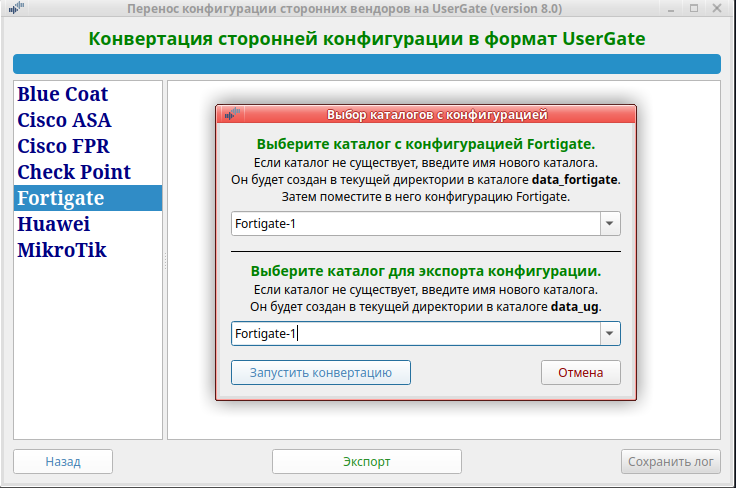 Перенос конфигурации сторонних вендоров на UserGate (version 8.0)
Конвертация сторонней конфигурации в формат UserGate
Blue Coat
Cisco ASA
Cisco FPR
Check Point
Fortigate
Huawei
MikroTik
Выбор каталогов с конфигурацией
Выберите каталог с конфигурацией Fortigate.
Если каталог не существует, введите имя нового каталога.
Он будет создан в текущей директории в каталоге data_fortigate.
Затем поместите в него конфигурацию Fortigate.
Fortigate-1
Выберите каталог для экспорта конфигурации.
Если каталог не существует, введите имя нового каталога.
Он будет создан в текущей директории в каталоге data_ug.
Fortigate-1
Запустить конвертацию
Отмена
Назад
Экспорт
Сохранить лог